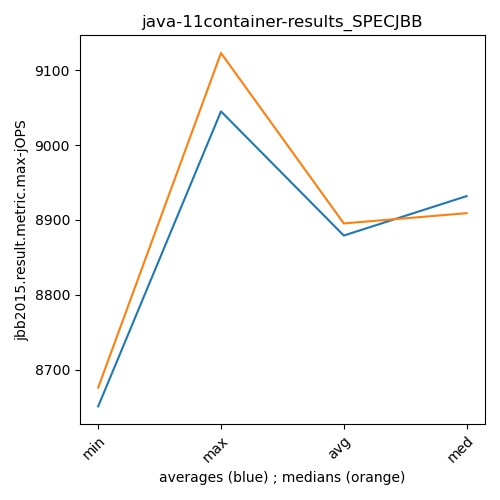 java-11container-results_SPECJBB
jbb2015.result.metric.max-jOPS
9100
9000
8900
8800
8700
min
max
avg
med
averages (blue) ; medians (orange)